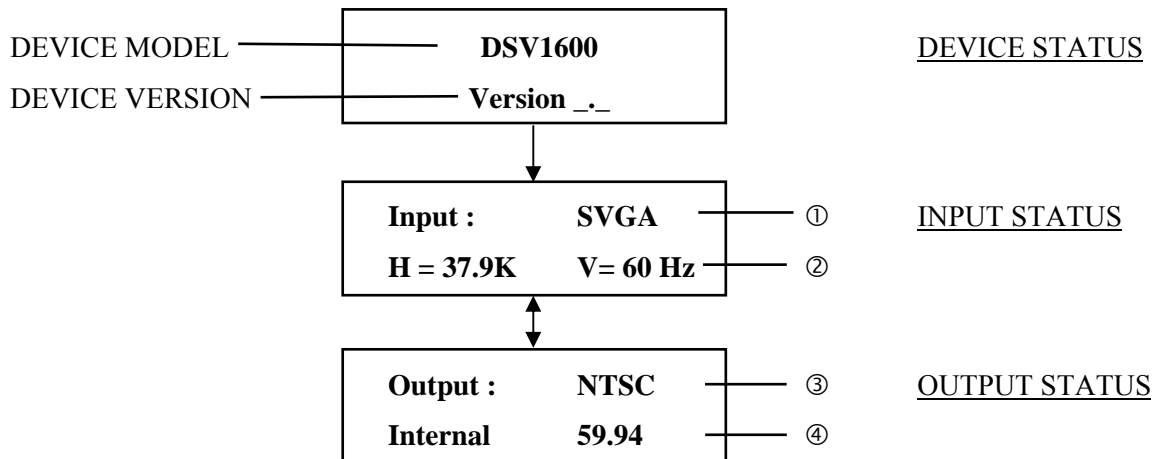 DEVICE MODEL DSV1600 DEVICE STATUS
DEVICE VERSION Version _._
Input : SVGA ① INPUT STATUS
H = 37.9K V= 60 Hz ②
Output : NTSC ③ OUTPUT STATUS
Internal 59.94 ④